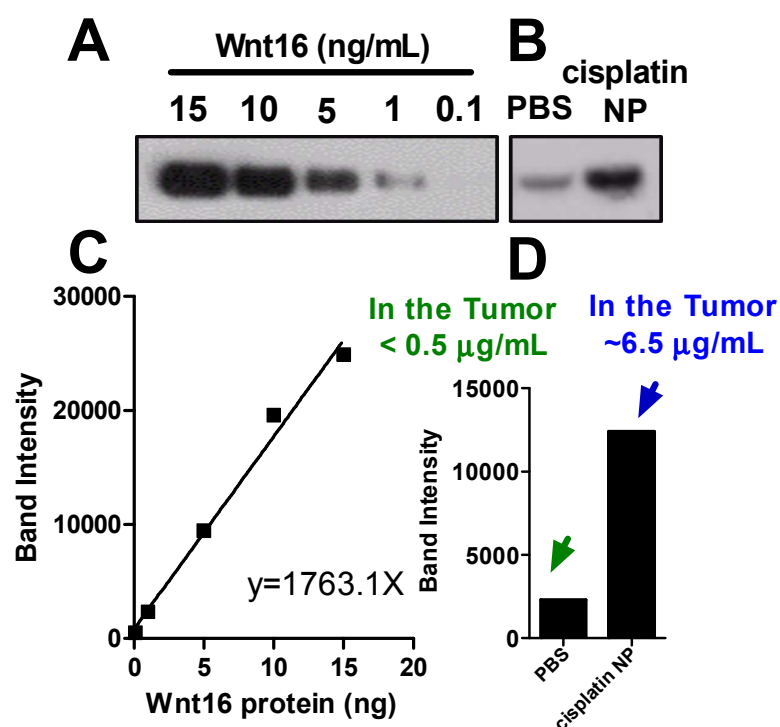 A
Wnt16 (ng/mL)
15 10 5 1 0.1
B
cisplatin
PBS NP
C
30000
20000
10000
0
Band Intensity
y=1763.1X
0 5 10 15 20
Wnt16 protein (ng)
D
In the Tumor
< 0.5 μg/mL
In the Tumor
~6.5 μg/mL
15000
10000
5000
0
Band Intensity
PBS
cisplatin NP